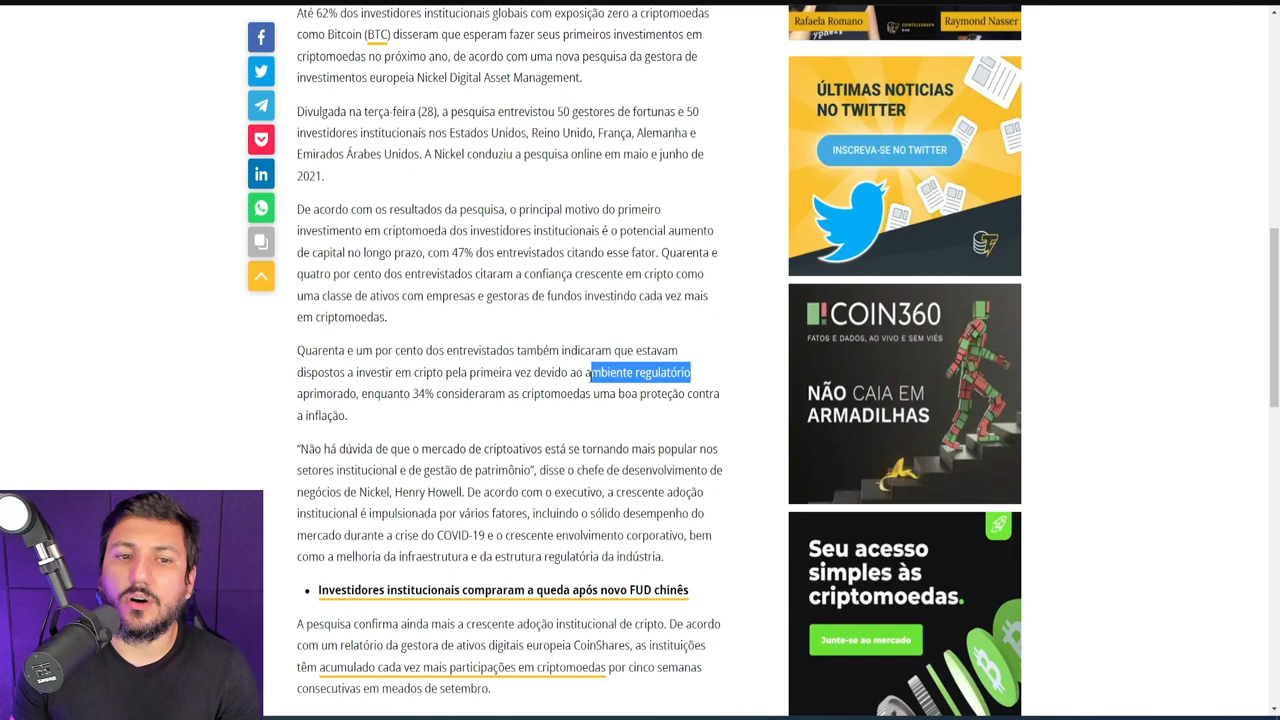 Até 62% dos investidores institucionais globais com exposição zero a criptomoedas
como Bitcoin (BTC) disseram que esperam fazer seus primeiros investimentos em
criptomoedas no próximo ano, de acordo com uma nova pesquisa da gestora de
investimentos europeia Nickel Digital Asset Management.
Divulgada na terça-feira (28), a pesquisa entrevistou 50 gestores de fortunas e 50
investidores institucionais nos Estados Unidos, Reino Unido, França, Alemanha e
Emirados Árabes Unidos. A Nickel conduziu a pesquisa online em maio e junho de
2021.
De acordo com os resultados da pesquisa, o principal motivo do primeiro
investimento em criptomoeda dos investidores institucionais é o potencial aumento
de capital no longo prazo, com 47% dos entrevistados citando esse fator. Quarenta e
quatro por cento dos entrevistados citaram a confiança crescente em cripto como
uma classe de ativos com empresas e gestoras de fundos investindo cada vez mais
em criptomoedas.
Quarenta e um por cento dos entrevistados também indicaram que estavam
dispostos a investir em cripto pela primeira vez devido ao ambiente regulatório
aprimorado, enquanto 34% consideraram as criptomoedas uma boa proteção contra
a inflação.
“Não há dúvida de que o mercado de criptoativos está se tornando mais popular nos
setores institucional e de gestão de patrimônio”, disse o chefe de desenvolvimento de
negócios de Nickel, Henry Howell. De acordo com o executivo, a crescente adoção
institucional é impulsionada por vários fatores, incluindo o sólido desempenho do
mercado durante a crise do COVID-19 e o crescente envolvimento corporativo, bem
como a melhoria da infraestrutura e da estrutura regulatória da indústria.
• Investidores institucionais compraram a queda após novo FUD chinês
A pesquisa confirma ainda mais a crescente adoção institucional de cripto. De acordo
com um relatório da gestora de ativos digitais europeia CoinShares, as instituições
têm acumulado cada vez mais participações em criptomoedas por cinco semanas
consecutivas em meados de setembro.
Rafaela Romano
COINTELEGRAPH
Raymond Nasser
ÚLTIMAS NOTICIAS
NO TWITTER
INSCREVA-SE NO TWITTER
COIN360
FATOS E DADOS, AO VIVO E SEM VIÉS
NÃO CAIA EM
ARMADILHAS
Seu acesso
simples às
criptomoedas.
Junte-se ao mercado